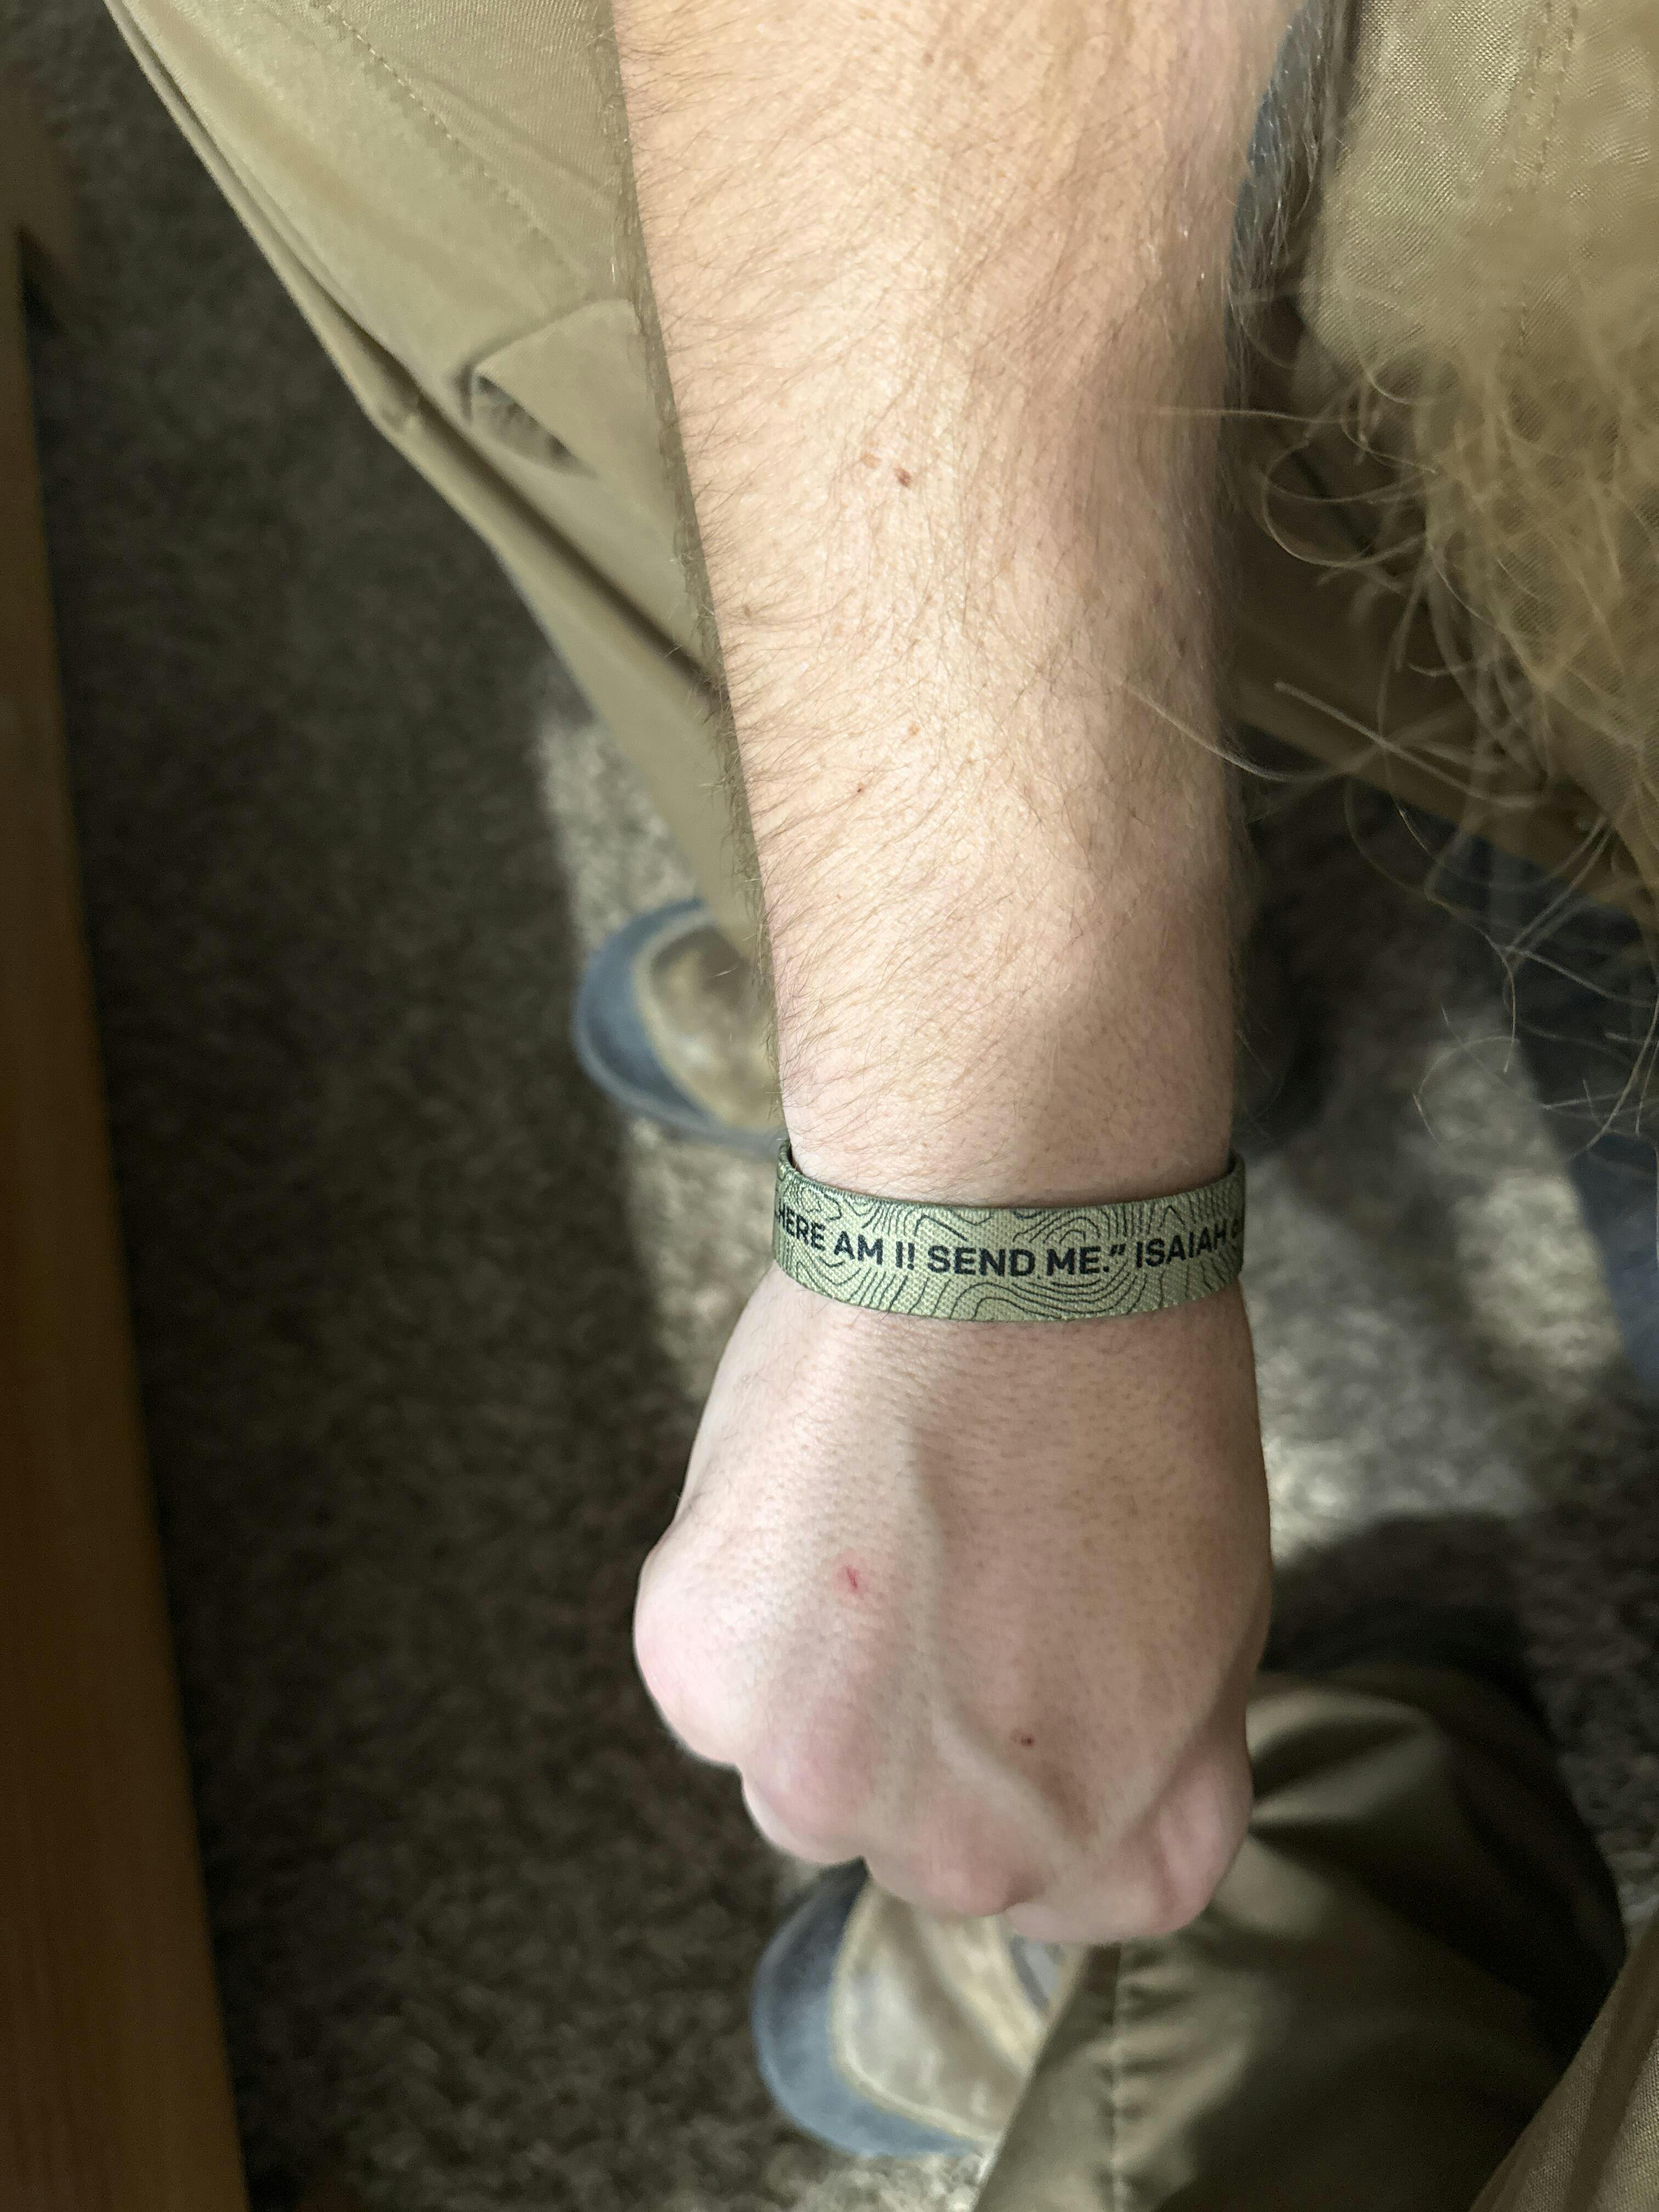 HERE AM I! SEND ME.” ISAIAH